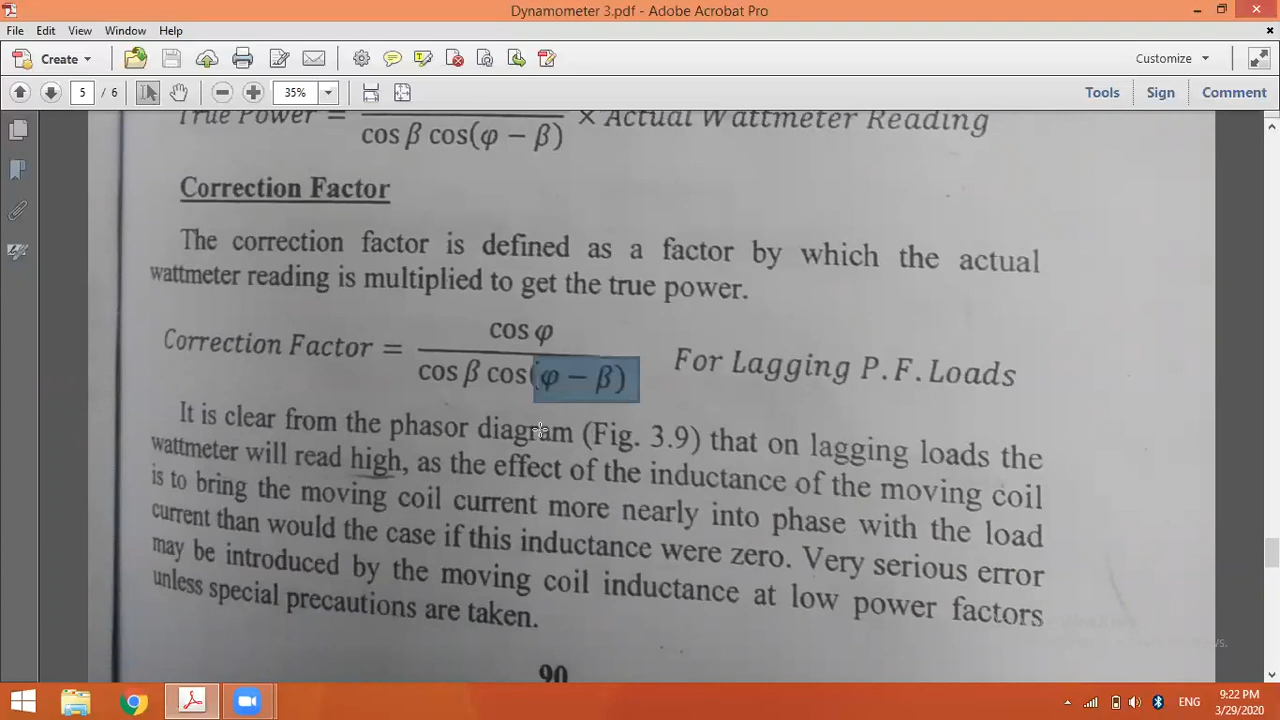 Dynamometer 3.pdf - Adobe Acrobat Pro
File Edit View Window Help
Create
Customize
5 / 6
35%
Tools Sign Comment
True Power = cos β cos(φ − β) × Actual Wattmeter Reading
Correction Factor
The correction factor is defined as a factor by which the actual
wattmeter reading is multiplied to get the true power.
cos φ
Correction Factor = For Lagging P.F. Loads
cos β cos(φ − β)
It is clear from the phasor diagram (Fig. 3.9) that on lagging loads the
wattmeter will read high, as the effect of the inductance of the moving coil
is to bring the moving coil current more nearly into phase with the load
current than would the case if this inductance were zero. Very serious error
may be introduced by the moving coil inductance at low power factors
unless special precautions are taken.
90
ENG
9:22 PM
3/29/2020